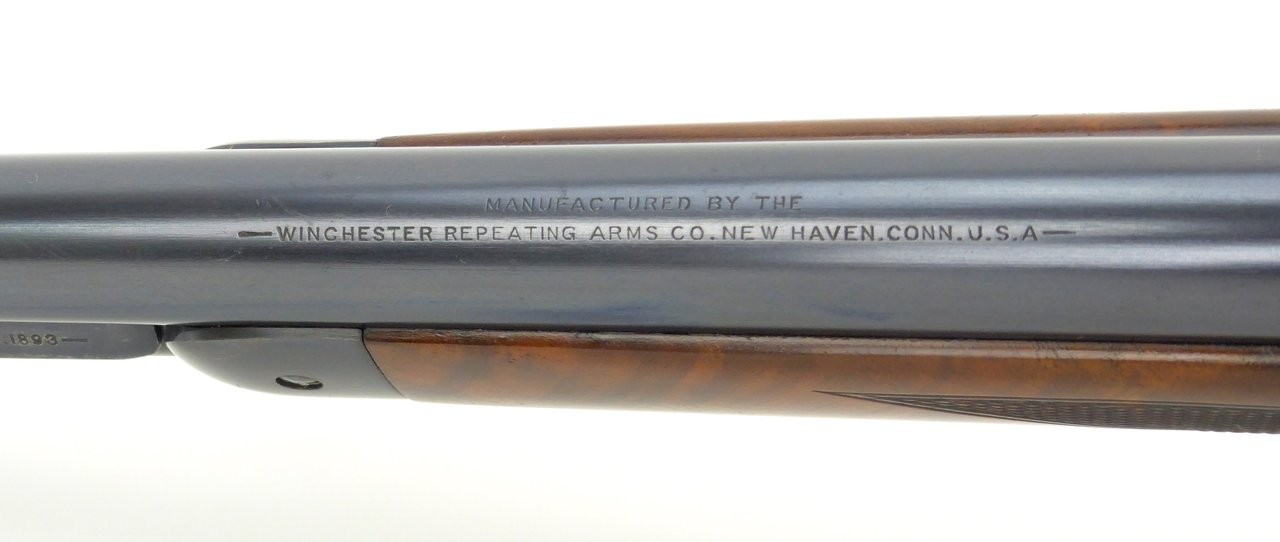 MANUFACTURED BY THE
—WINCHESTER REPEATING ARMS CO. NEW HAVEN. CONN. U.S.A—
.1893—